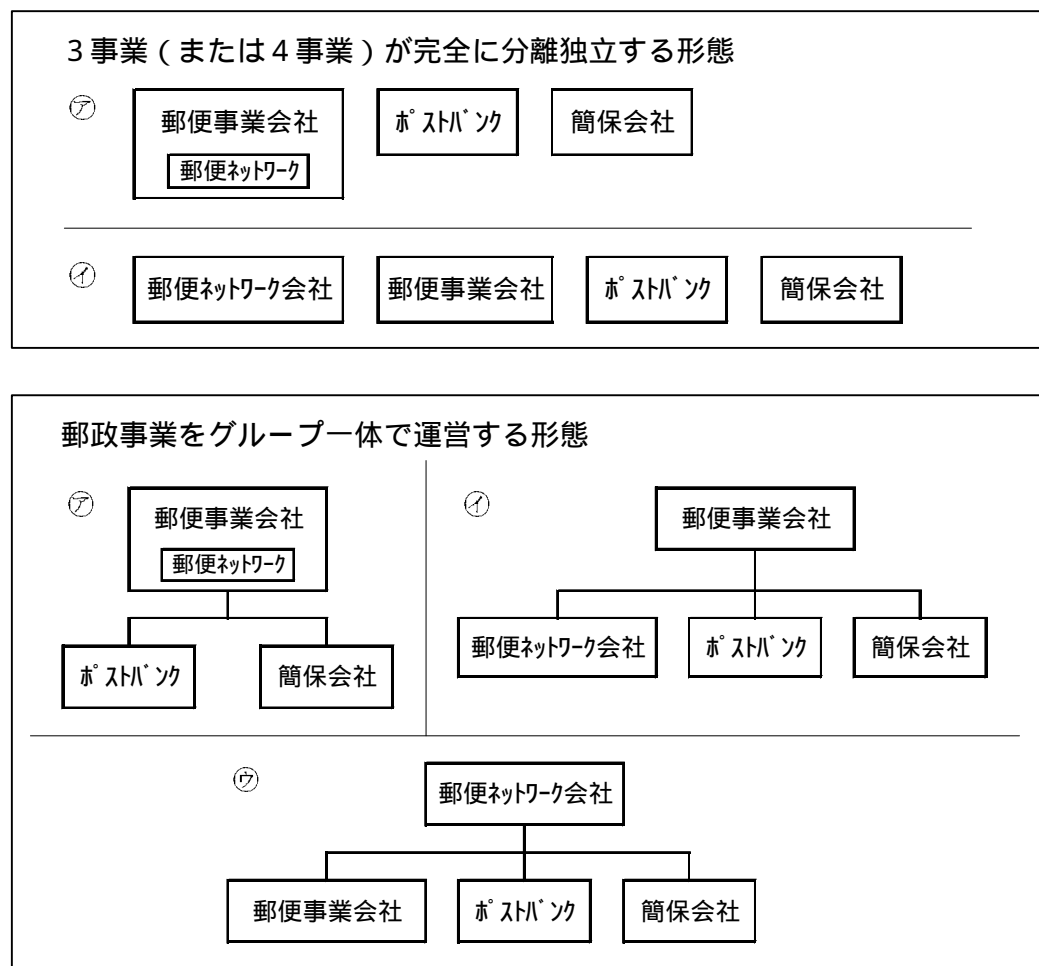 3事業（または4事業）が完全に分離独立する形態
㋐
郵便事業会社
郵便ネットワーク
ポストバンク
簡保会社
㋑
郵便ネットワーク会社
郵便事業会社
ポストバンク
簡保会社
郵政事業をグループ一体で運営する形態
㋐
郵便事業会社
郵便ネットワーク
ポストバンク
簡保会社
㋑
郵便事業会社
郵便ネットワーク会社
ポストバンク
簡保会社
㋒
郵便ネットワーク会社
郵便事業会社
ポストバンク
簡保会社